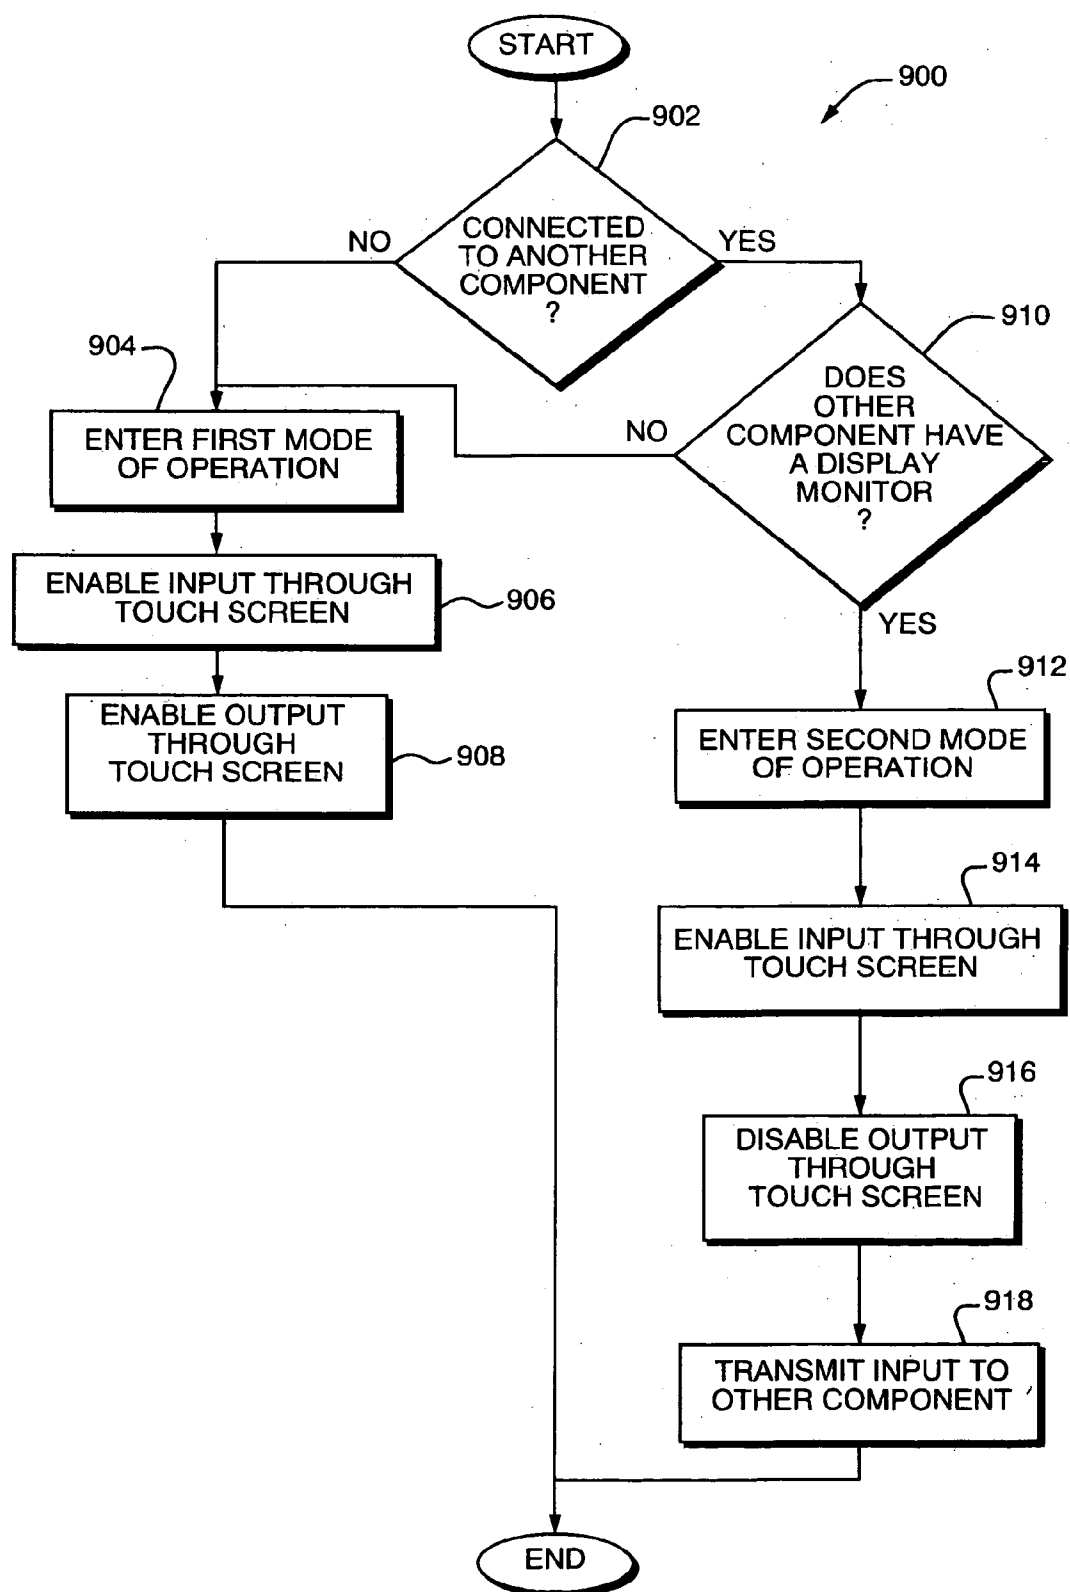 START
900
902
CONNECTED
TO ANOTHER
COMPONENT
?
NO
YES
910
DOES
OTHER
COMPONENT HAVE
A DISPLAY
MONITOR
?
NO
YES
904
ENTER FIRST MODE
OF OPERATION
ENABLE INPUT THROUGH
TOUCH SCREEN
906
ENABLE OUTPUT
THROUGH
TOUCH SCREEN
908
912
ENTER SECOND MODE
OF OPERATION
914
ENABLE INPUT THROUGH
TOUCH SCREEN
916
DISABLE OUTPUT
THROUGH
TOUCH SCREEN
918
TRANSMIT INPUT TO
OTHER COMPONENT
END